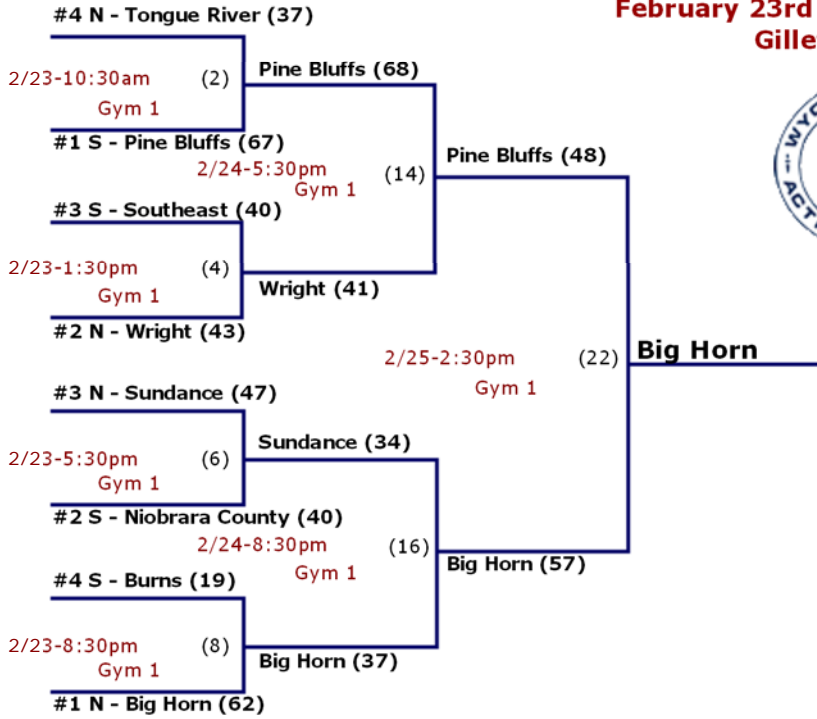 #4 N - Tongue River (37)
February 23rd
2/23-10:30am
(2)
Pine Bluffs (68)
Gym 1
#1 S - Pine Bluffs (67)
2/24-5:30pm
(14)
Pine Bluffs (48)
Gym 1
#3 S - Southeast (40)
2/23-1:30pm
(4)
Gym 1
Wright (41)
#2 N - Wright (43)
2/25-2:30pm
(22)
Big Horn
Gym 1
#3 N - Sundance (47)
2/23-5:30pm
(6)
Sundance (34)
Gym 1
#2 S - Niobrara County (40)
2/24-8:30pm
(16)
Big Horn (57)
Gym 1
#4 S - Burns (19)
2/23-8:30pm
(8)
Gym 1
Big Horn (37)
#1 N - Big Horn (62)